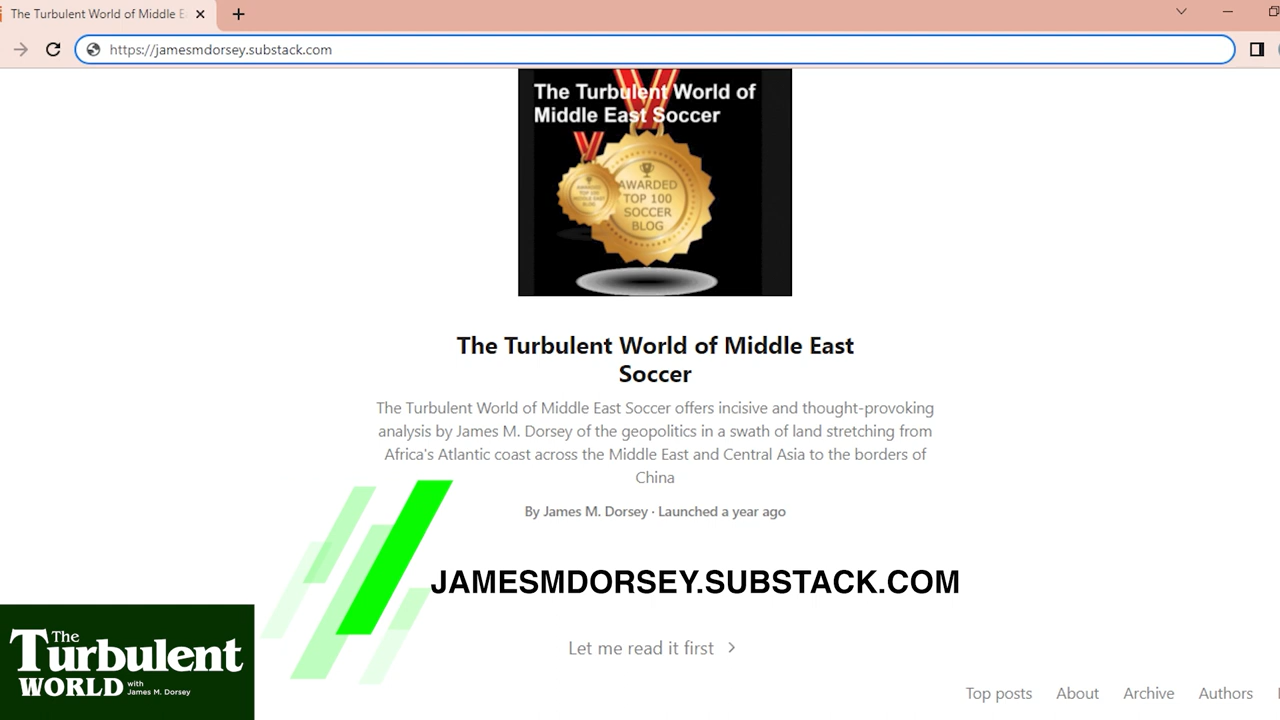 The Turbulent World of Middle E
https://jamesmdorsey.substack.com
The Turbulent World of
Middle East Soccer
AWARDED
TOP 100
SOCCER
BLOG
The Turbulent World of Middle East
Soccer
The Turbulent World of Middle East Soccer offers incisive and thought-provoking
analysis by James M. Dorsey of the geopolitics in a swath of land stretching from
Africa's Atlantic coast across the Middle East and Central Asia to the borders of
China
By James M. Dorsey · Launched a year ago
JAMESMDORSEY.SUBSTACK.COM
Let me read it first
The
Turbulent
WORLD with
James M. Dorsey
Top posts About Archive Authors